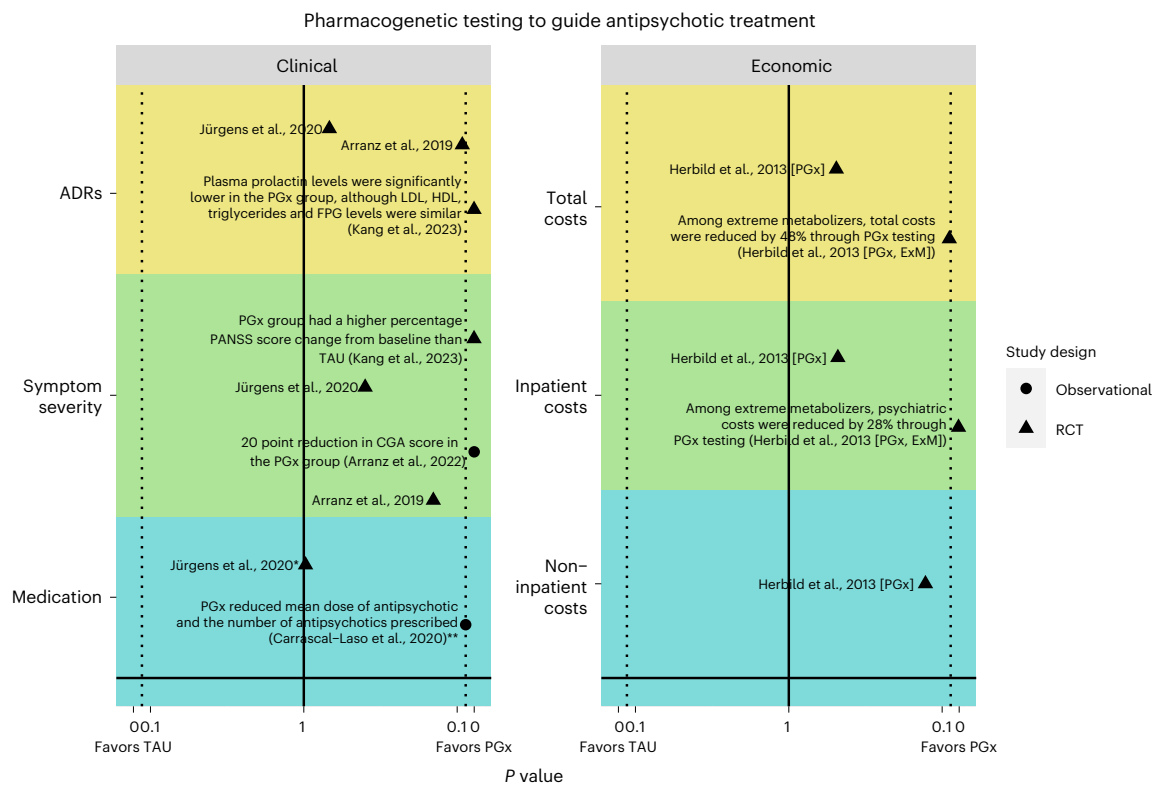 Pharmacogenetic testing to guide antipsychotic treatment
Clinical
ADRs
Symptom
severity
Medication
Jürgens et al., 2020
Arranz et al., 2019
Plasma prolactin levels were significantly
lower in the PGx group, although LDL, HDL,
triglycerides and FPG levels were similar
(Kang et al., 2023)
PGx group had a higher percentage
PANSS score change from baseline than
TAU (Kang et al., 2023)
Jürgens et al., 2020
20 point reduction in CGA score in
the PGx group (Arranz et al., 2022)
Arranz et al., 2019
Jürgens et al., 2020*
PGx reduced mean dose of antipsychotic
and the number of antipsychotics prescribed
(Carrascal–Laso et al., 2020)**
0 0.1 1 0.1 0
Favors TAU Favors PGx
Economic
Total
costs
Inpatient
costs
Non–
inpatient
costs
Herbild et al., 2013 [PGx]
Among extreme metabolizers, total costs
were reduced by 48% through PGx testing
(Herbild et al., 2013 [PGx, ExM])
Herbild et al., 2013 [PGx]
Among extreme metabolizers, psychiatric
costs were reduced by 28% through
PGx testing (Herbild et al., 2013 [PGx, ExM])
Herbild et al., 2013 [PGx]
0 0.1 1 0.1 0
Favors TAU Favors PGx
P value
Study design
Observational
RCT